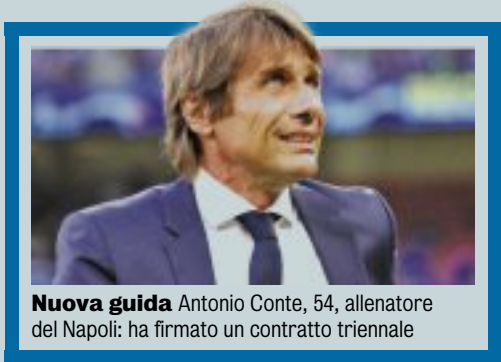 Nuova guida Antonio Conte, 54, allenatore
del Napoli: ha firmato un contratto triennale